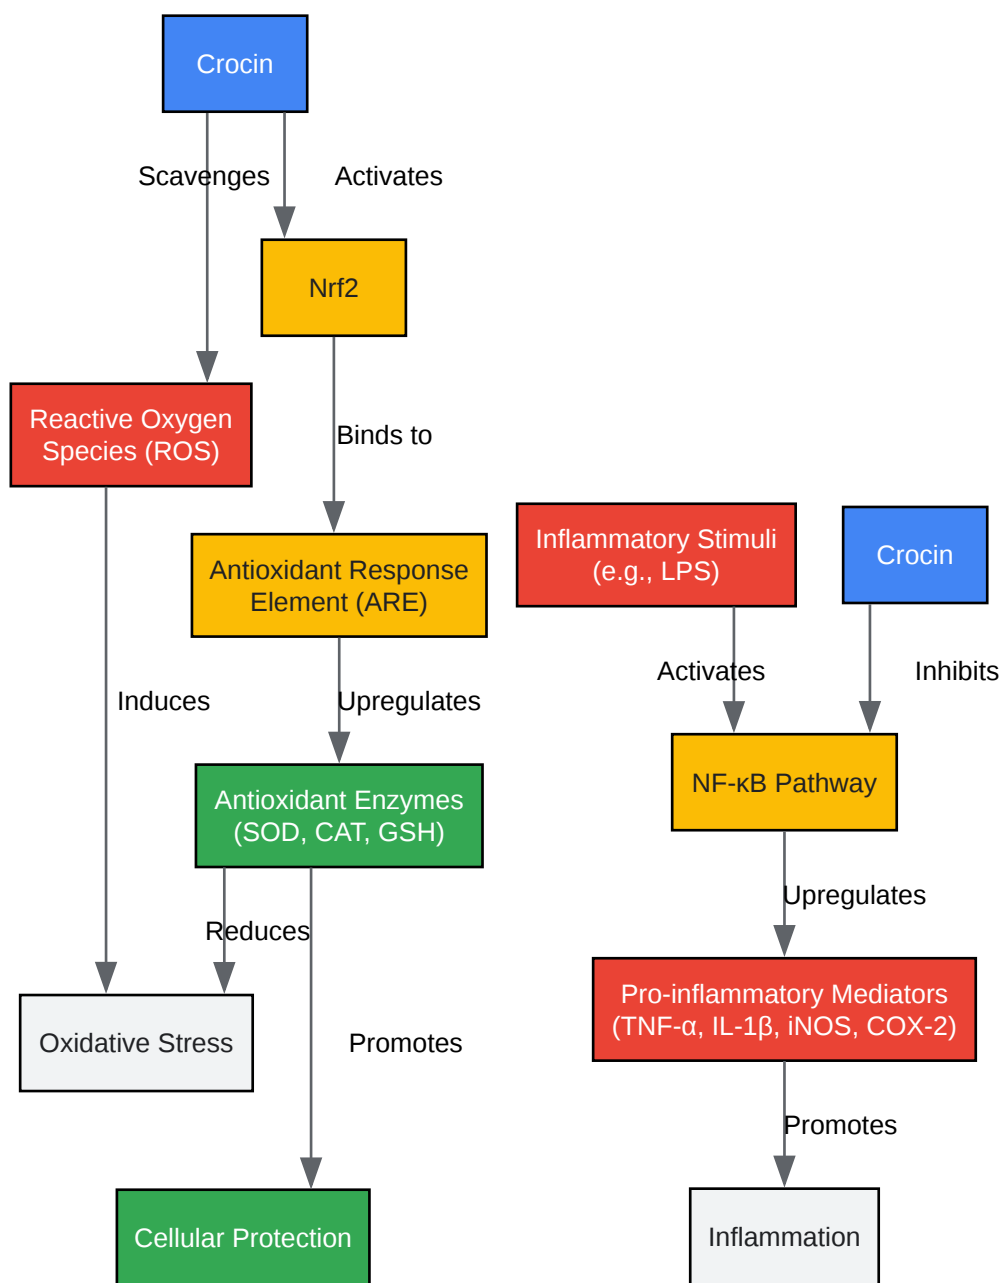 Crocin
Scavenges
Activates
Nrf2
Reactive Oxygen
Species (ROS)
Binds to
Antioxidant Response
Element (ARE)
Induces
Upregulates
Antioxidant Enzymes
(SOD, CAT, GSH)
Reduces
Oxidative Stress
Promotes
Cellular Protection
Inflammatory Stimuli
(e.g., LPS)
Crocin
Activates
Inhibits
NF-κB Pathway
Upregulates
Pro-inflammatory Mediators
(TNF-α, IL-1β, iNOS, COX-2)
Promotes
Inflammation